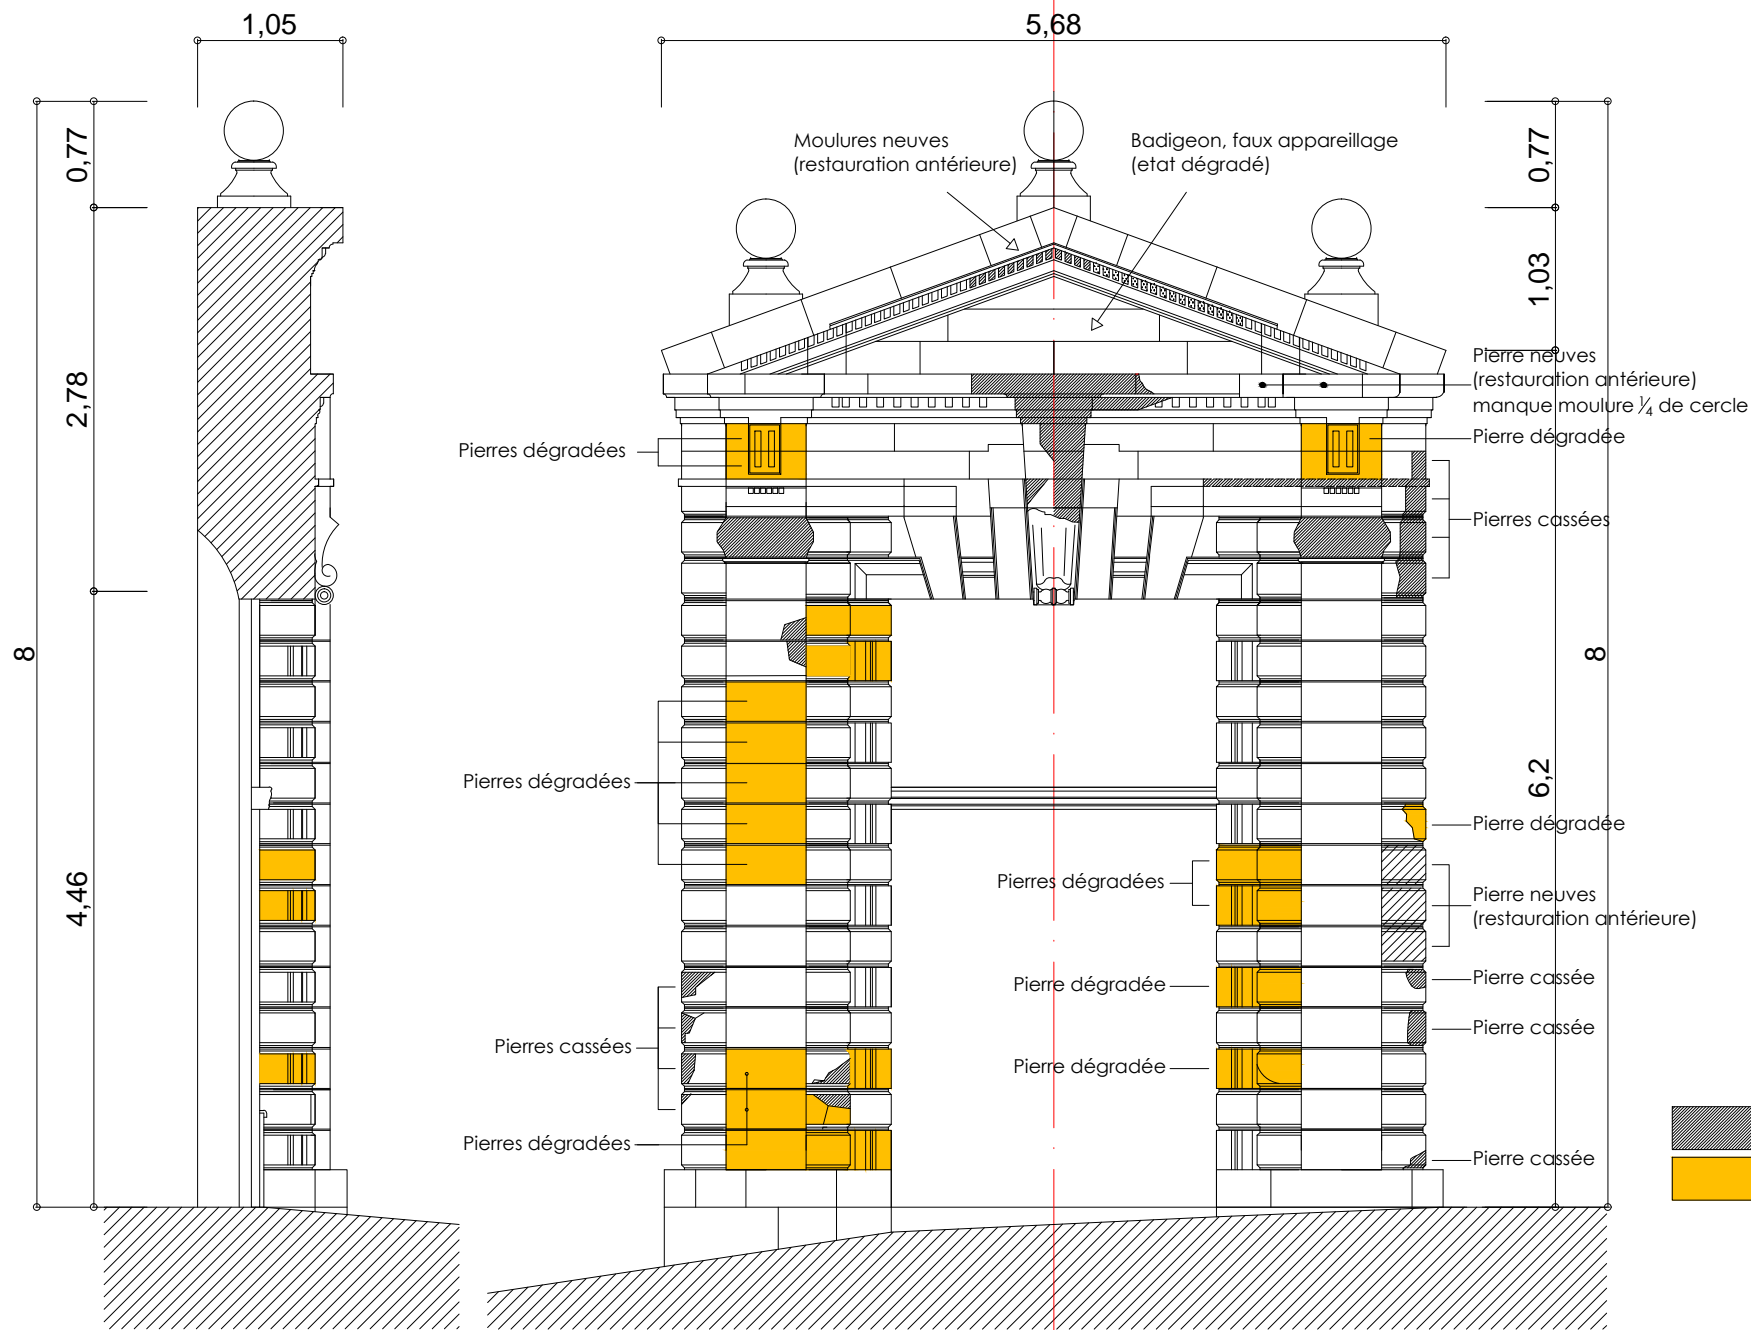 1,05
5,68
0,77
2,78
4,46
8
Moulures neuves
(restauration antérieure)
Badigeon, faux appareillage
(etat dégradé)
0,77
1,03
6,2
8
Pierre neuves
(restauration antérieure)
manque moulure ¼ de cercle
Pierres dégradées
Pierre dégradée
Pierres cassées
Pierres dégradées
Pierre dégradée
Pierres dégradées
Pierre neuves
(restauration antérieure)
Pierre dégradée
Pierre cassée
Pierre cassée
Pierres cassées
Pierre dégradée
Pierres dégradées
Pierre cassée